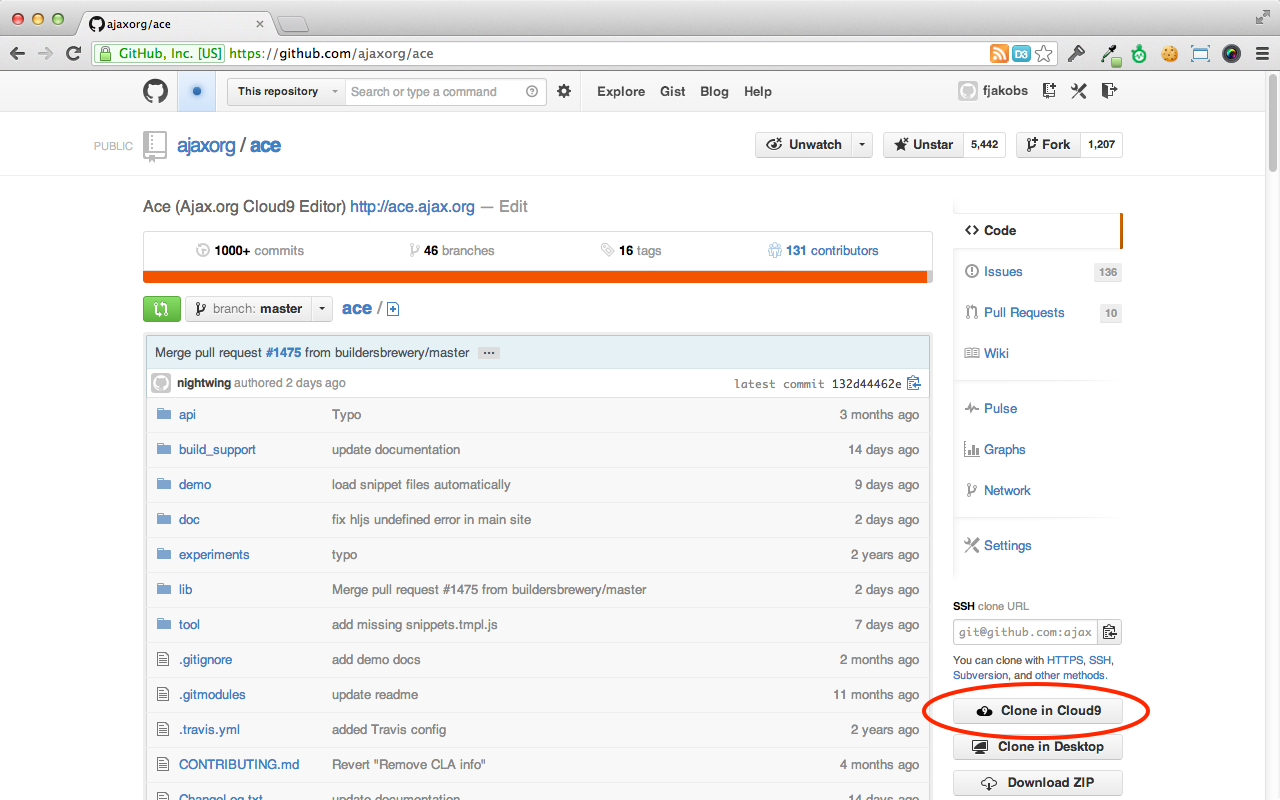 ajaxorg/ace
GitHub, Inc. [US] https://github.com/ajaxorg/ace
This repository Search or type a command Explore Gist Blog Help fjakobs
PUBLIC ajaxorg / ace Unwatch Unstar 5,442 Fork 1,207
Ace (Ajax.org Cloud9 Editor) http://ace.ajax.org — Edit
1000+ commits 46 branches 16 tags 131 contributors
branch: master ace /
Merge pull request #1475 from buildersbrewery/master ...
nightwing authored 2 days ago latest commit 132d44462e
api Typo 3 months ago
build_support update documentation 14 days ago
demo load snippet files automatically 9 days ago
doc fix hljs undefined error in main site 2 days ago
experiments typo 2 years ago
lib Merge pull request #1475 from buildersbrewery/master 2 days ago
tool add missing snippets.tmpl.js 7 days ago
.gitignore add demo docs 2 months ago
.gitmodules update readme 11 months ago
.travis.yml added Travis config 2 years ago
CONTRIBUTING.md Revert "Remove CLA info" 4 months ago
ChangeLog.txt update documentation 14 days ago
Code
Issues 136
Pull Requests 10
Wiki
Pulse
Graphs
Network
Settings
SSH clone URL
git@github.com:ajax
You can clone with HTTPS, SSH,
Subversion, and other methods.
Clone in Cloud9
Clone in Desktop
Download ZIP